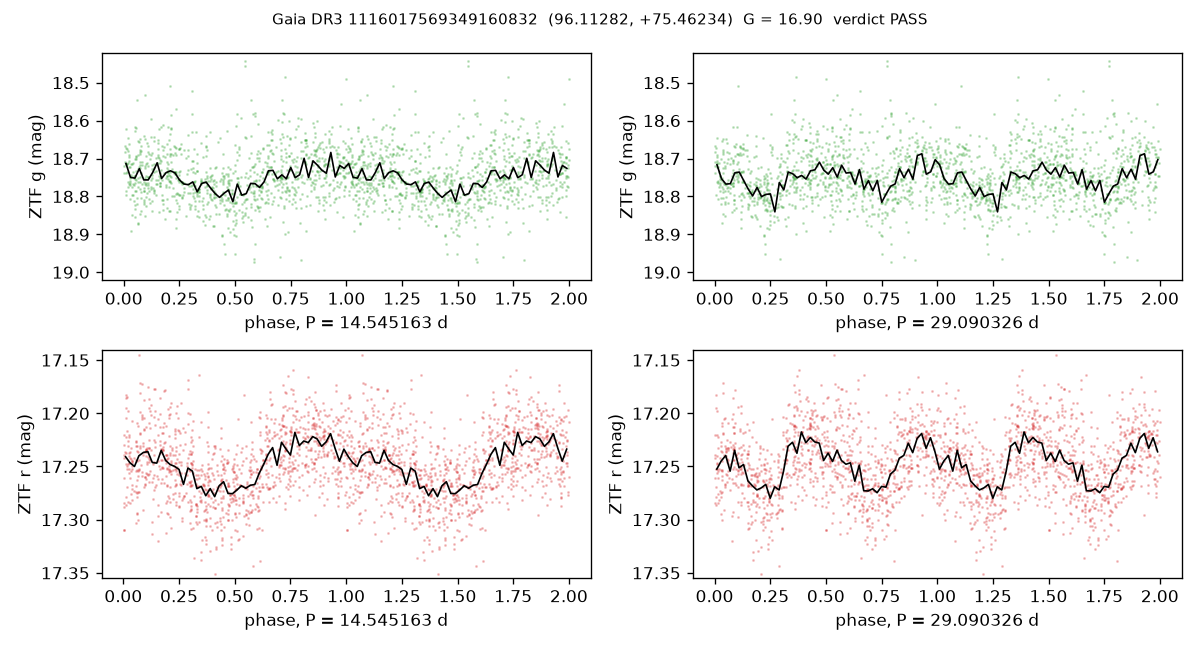 Gaia DR3 1116017569349160832 (96.11282, +75.46234) G = 16.90 verdict PASS
ZTF g (mag)
18.5
18.6
18.7
18.8
18.9
19.0
0.00 0.25 0.50 0.75 1.00 1.25 1.50 1.75 2.00
phase, P = 14.545163 d
ZTF g (mag)
18.5
18.6
18.7
18.8
18.9
19.0
0.00 0.25 0.50 0.75 1.00 1.25 1.50 1.75 2.00
phase, P = 29.090326 d
ZTF r (mag)
17.15
17.20
17.25
17.30
17.35
0.00 0.25 0.50 0.75 1.00 1.25 1.50 1.75 2.00
phase, P = 14.545163 d
ZTF r (mag)
17.15
17.20
17.25
17.30
17.35
0.00 0.25 0.50 0.75 1.00 1.25 1.50 1.75 2.00
phase, P = 29.090326 d